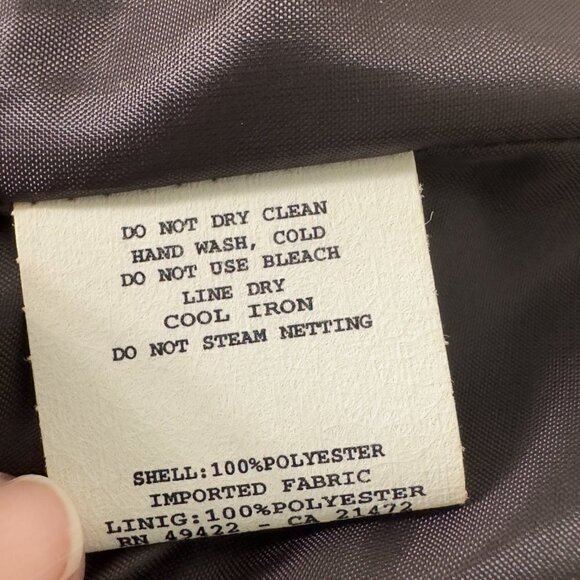 DO NOT DRY CLEAN
HAND WASH, COLD
DO NOT USE BLEACH
LINE DRY
COOL IRON
DO NOT STEAM NETTING
SHELL:100%POLYESTER
IMPORTED FABRIC
LINIG:100%POLYESTER
RN 49422 - CA 21472